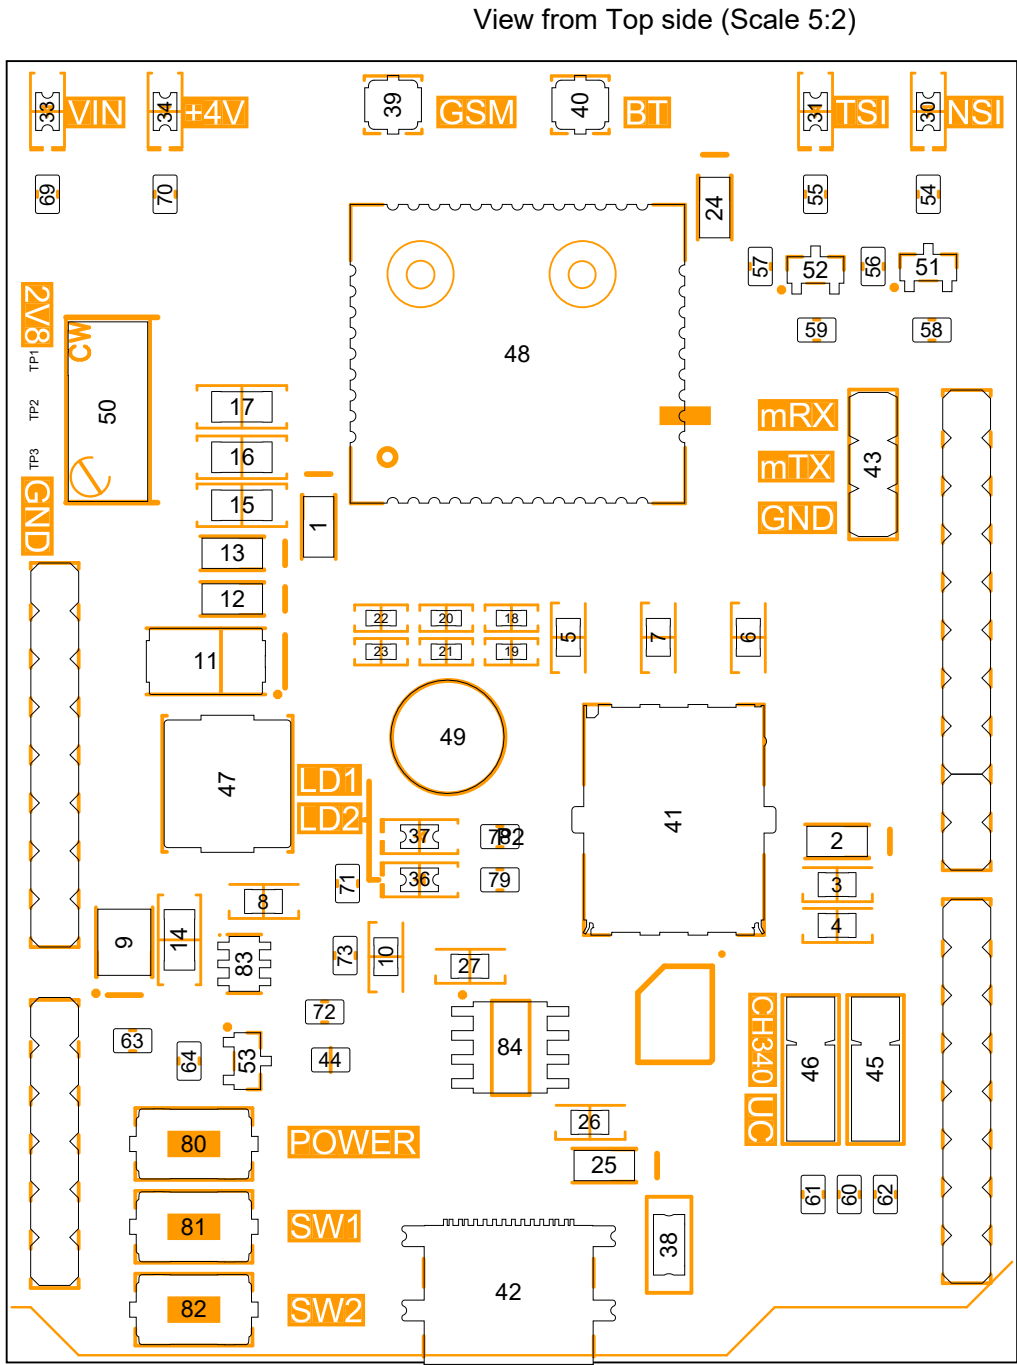 View from Top side (Scale 5:2)
33 VIN 34 +4V 39 GSM 40 BT 31 TSI 30 NSI
69 70 24 55 54
57 52 56 51
2V8 CW 59 58
TP1 48
TP2 50 17 mRX
TP3 16 mTX 43
GND 15 1 GND
13
12 22 20 18 5 7 6
11 23 21 19
49
47 LD1 41
LD2 37 78 P2 2
71 36 79 3
8 4
9 14 83 73 10 27
63 72 CH340
64 53 44 84 46 45
UC
80 POWER 26
25 61 60 62
81 SW1 38
82 SW2 42